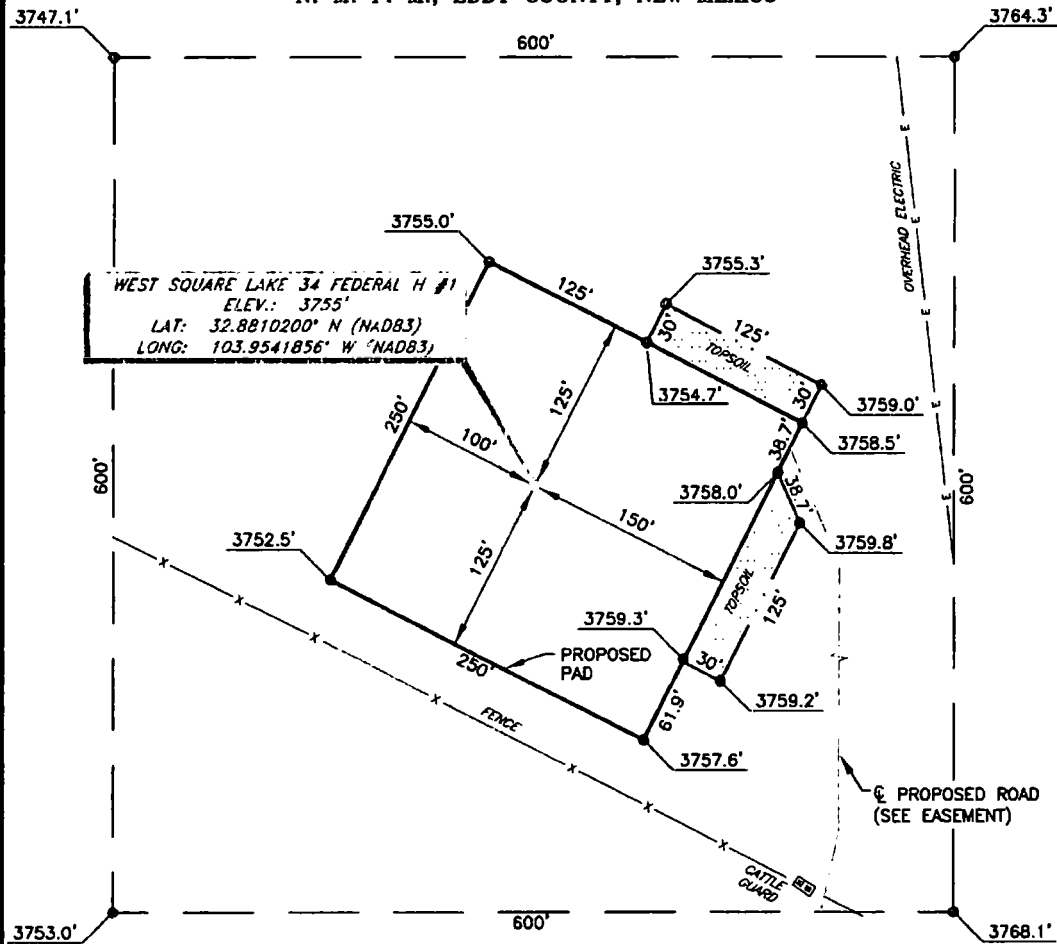 N. M. P. M., EDDY COUNTY, NEW MEXICO
3747.1'
3764.3'
600'
OVERHEAD ELECTRIC
E
E
E
E
E
E
3755.0'
3755.3'
WEST SQUARE LAKE 34 FEDERAL H #1
ELEV.: 3755'
LAT: 32.8810200° N (NAD83)
LONG: 103.9541856° W (NAD83)
125'
125'
30'
TOPSOIL
30'
3759.0'
3754.7'
3758.5'
125'
250'
100'
38.7'
38.7'
3758.0'
600'
600'
150'
3752.5'
3759.8'
125'
TOPSOIL
125'
3759.3'
30'
PROPOSED
PAD
250'
3759.2'
61.9'
FENCE
3757.6'
X
X
X
X
X
X
X
℄ PROPOSED ROAD
(SEE EASEMENT)
CATTLE
GUARD
3753.0'
600'
3768.1'